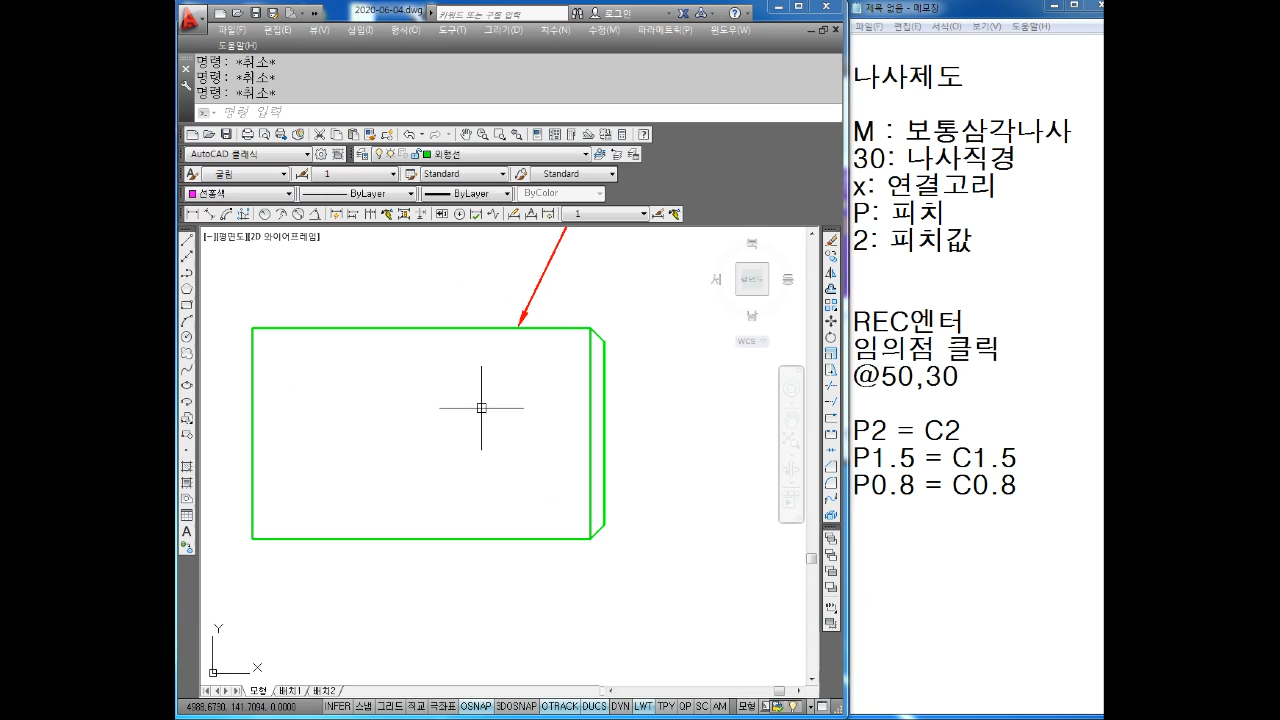 2020-06-04.dwg
키워드 또는 구절 입력
로그인
파일(F) 편집(E) 뷰(V) 삽입(I) 형식(O) 도구(T) 그리기(D) 치수(N) 수정(M) 파라메트릭(P) 윈도우(W)
도움말(H)
명령: *취소*
명령: *취소*
명령: *취소*
명령 입력
AutoCAD 클래식
외형선
굴림
1
Standard
Standard
선홍색
ByLayer
ByLayer
ByColor
1
[-][평면도][2D 와이어프레임]
북
서
평면도
동
남
WCS
Y
X
모형 배치1 배치2
INFER 스냅 그리드 직교 극좌표 OSNAP 3DOSNAP OTRACK DUCS DYN LWT TPY QP SC AM 모형
제목 없음 - 메모장
파일(F) 편집(E) 서식(O) 보기(V) 도움말(H)
나사제도
M : 보통삼각나사
30: 나사직경
x: 연결고리
P: 피치
2: 피치값
REC엔터
임의점 클릭
@50,30
P2 = C2
P1.5 = C1.5
P0.8 = C0.8